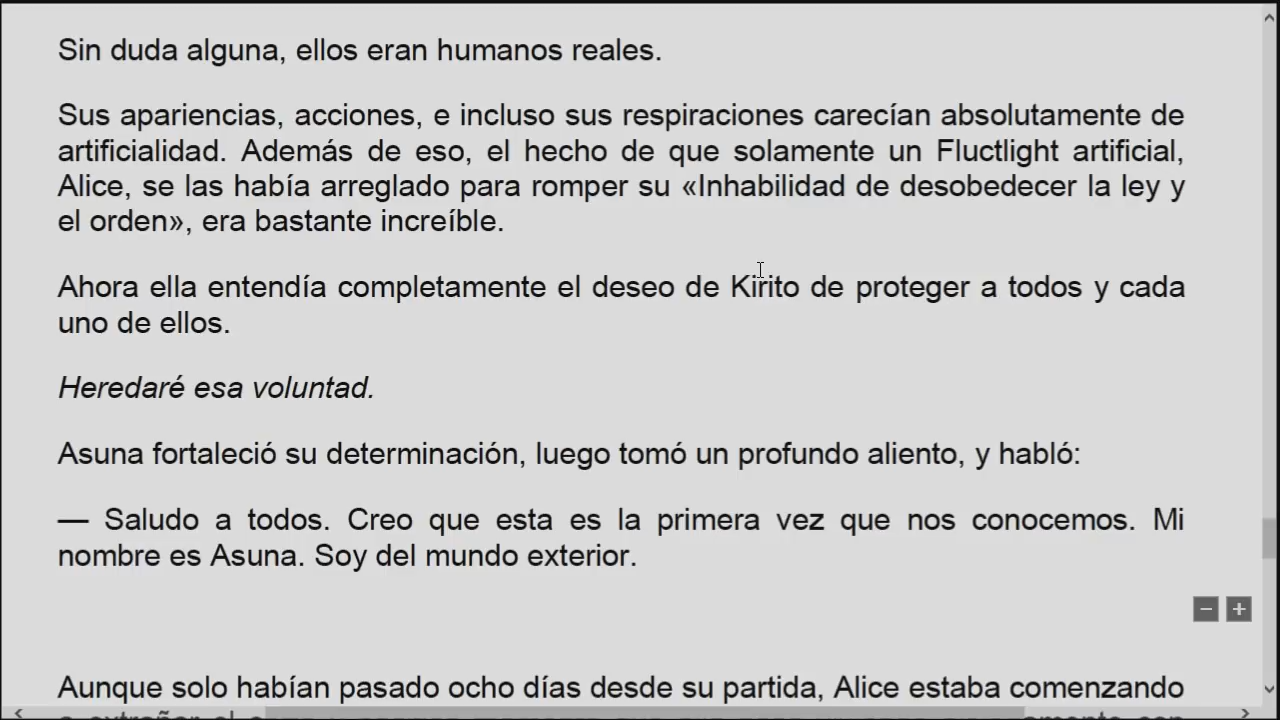 Sin duda alguna, ellos eran humanos reales.
Sus apariencias, acciones, e incluso sus respiraciones carecían absolutamente de
artificialidad. Además de eso, el hecho de que solamente un Fluctlight artificial,
Alice, se las había arreglado para romper su «Inhabilidad de desobedecer la ley y
el orden», era bastante increíble.
Ahora ella entendía completamente el deseo de Kirito de proteger a todos y cada
uno de ellos.
Heredaré esa voluntad.
Asuna fortaleció su determinación, luego tomó un profundo aliento, y habló:
— Saludo a todos. Creo que esta es la primera vez que nos conocemos. Mi
nombre es Asuna. Soy del mundo exterior.
Aunque solo habían pasado ocho días desde su partida, Alice estaba comenzando